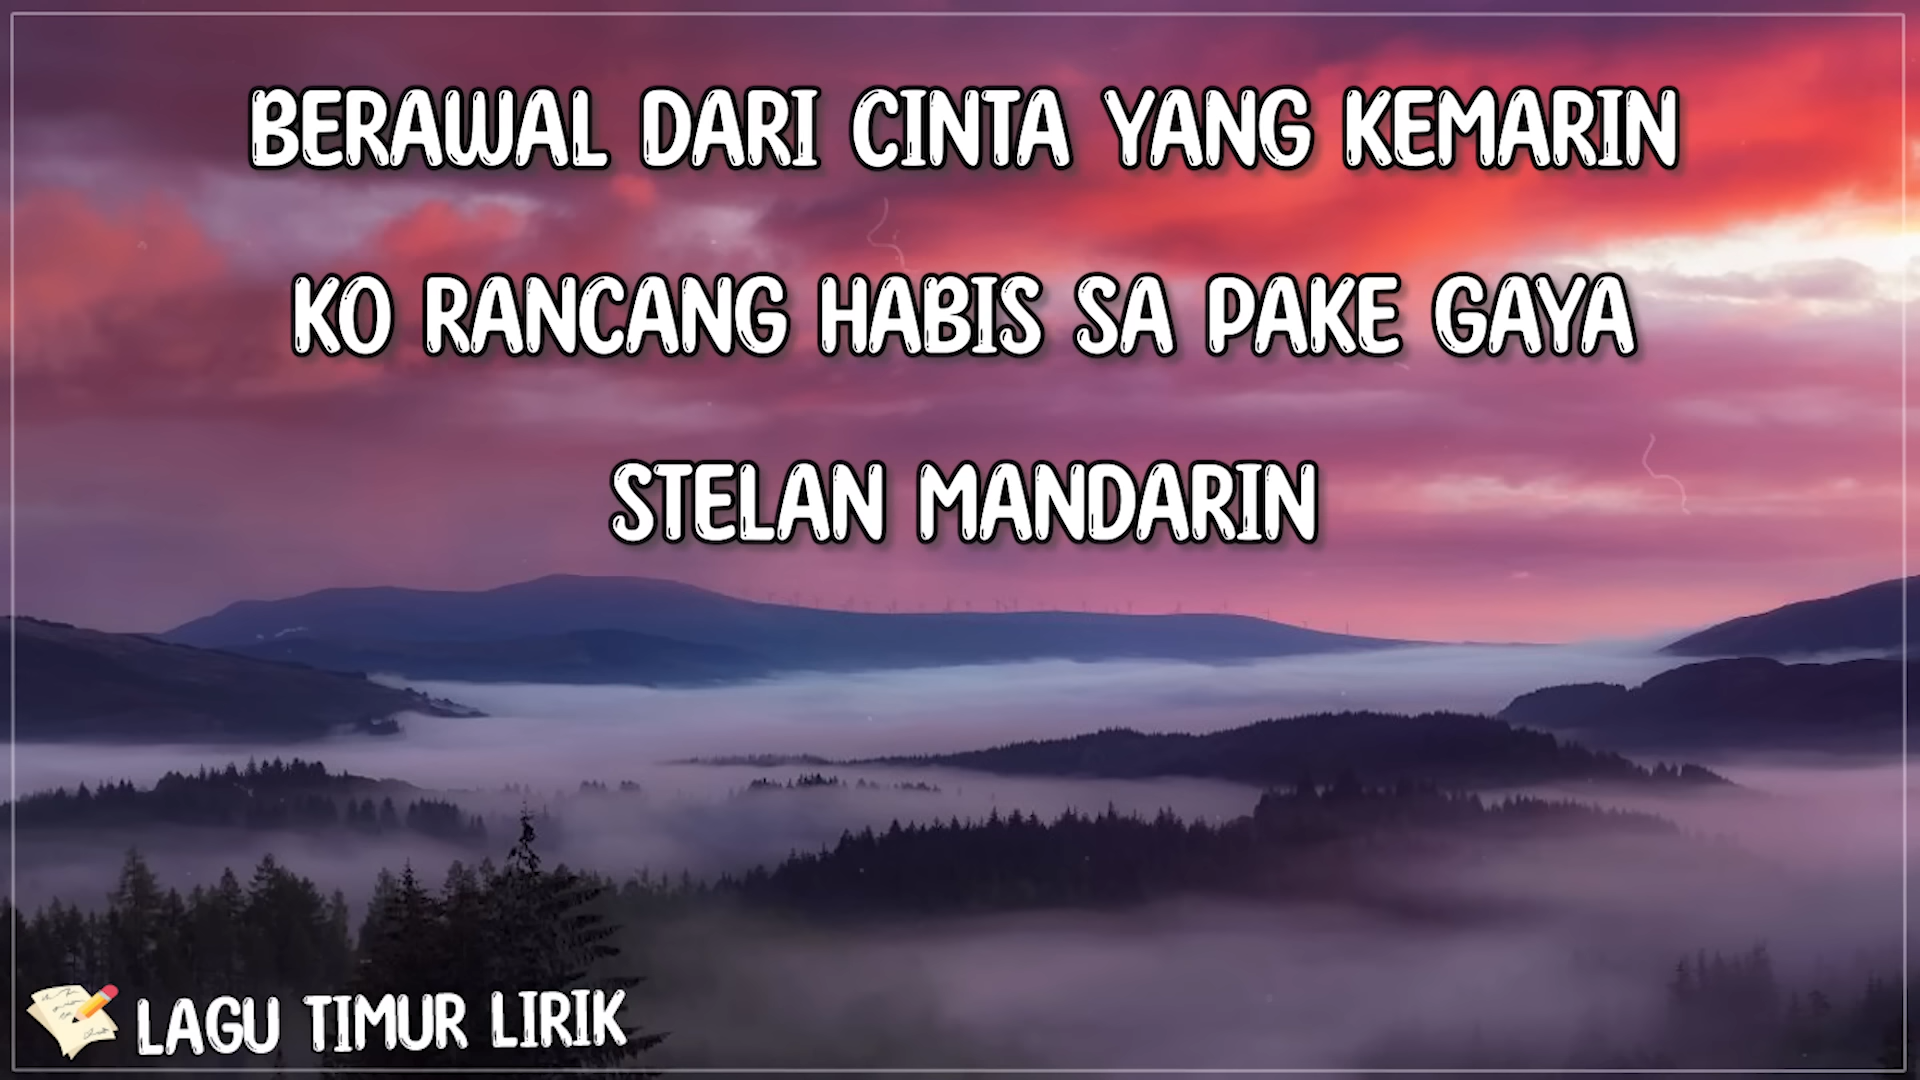 BERAWAL DARI CINTA YANG KEMARIN
KO RANCANG HABIS SA PAKE GAYA
STELAN MANDARIN
LAGU TIMUR LIRIK